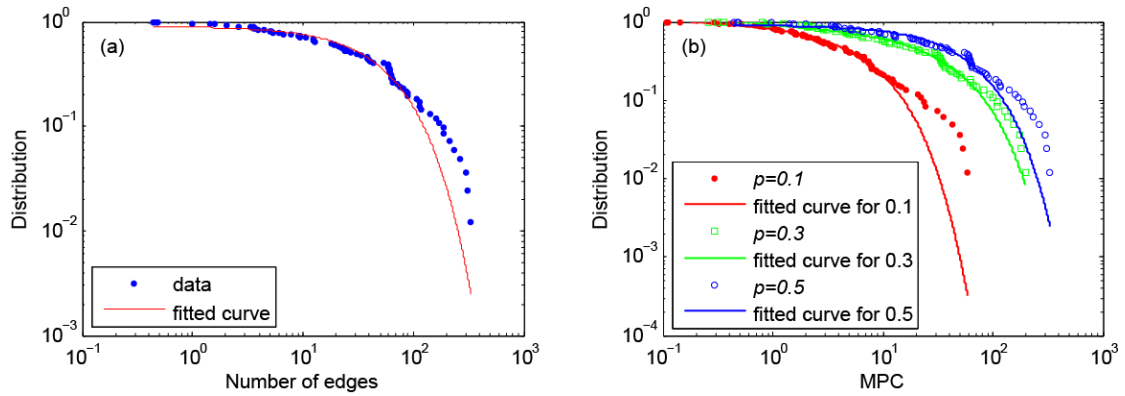 (a)
Distribution
10^0
10^-1
10^-2
10^-3
data
fitted curve
10^-1
10^0
10^1
10^2
10^3
Number of edges
(b)
Distribution
10^0
10^-1
10^-2
10^-3
10^-4
p=0.1
fitted curve for 0.1
p=0.3
fitted curve for 0.3
p=0.5
fitted curve for 0.5
10^-1
10^0
10^1
10^2
10^3
MPC